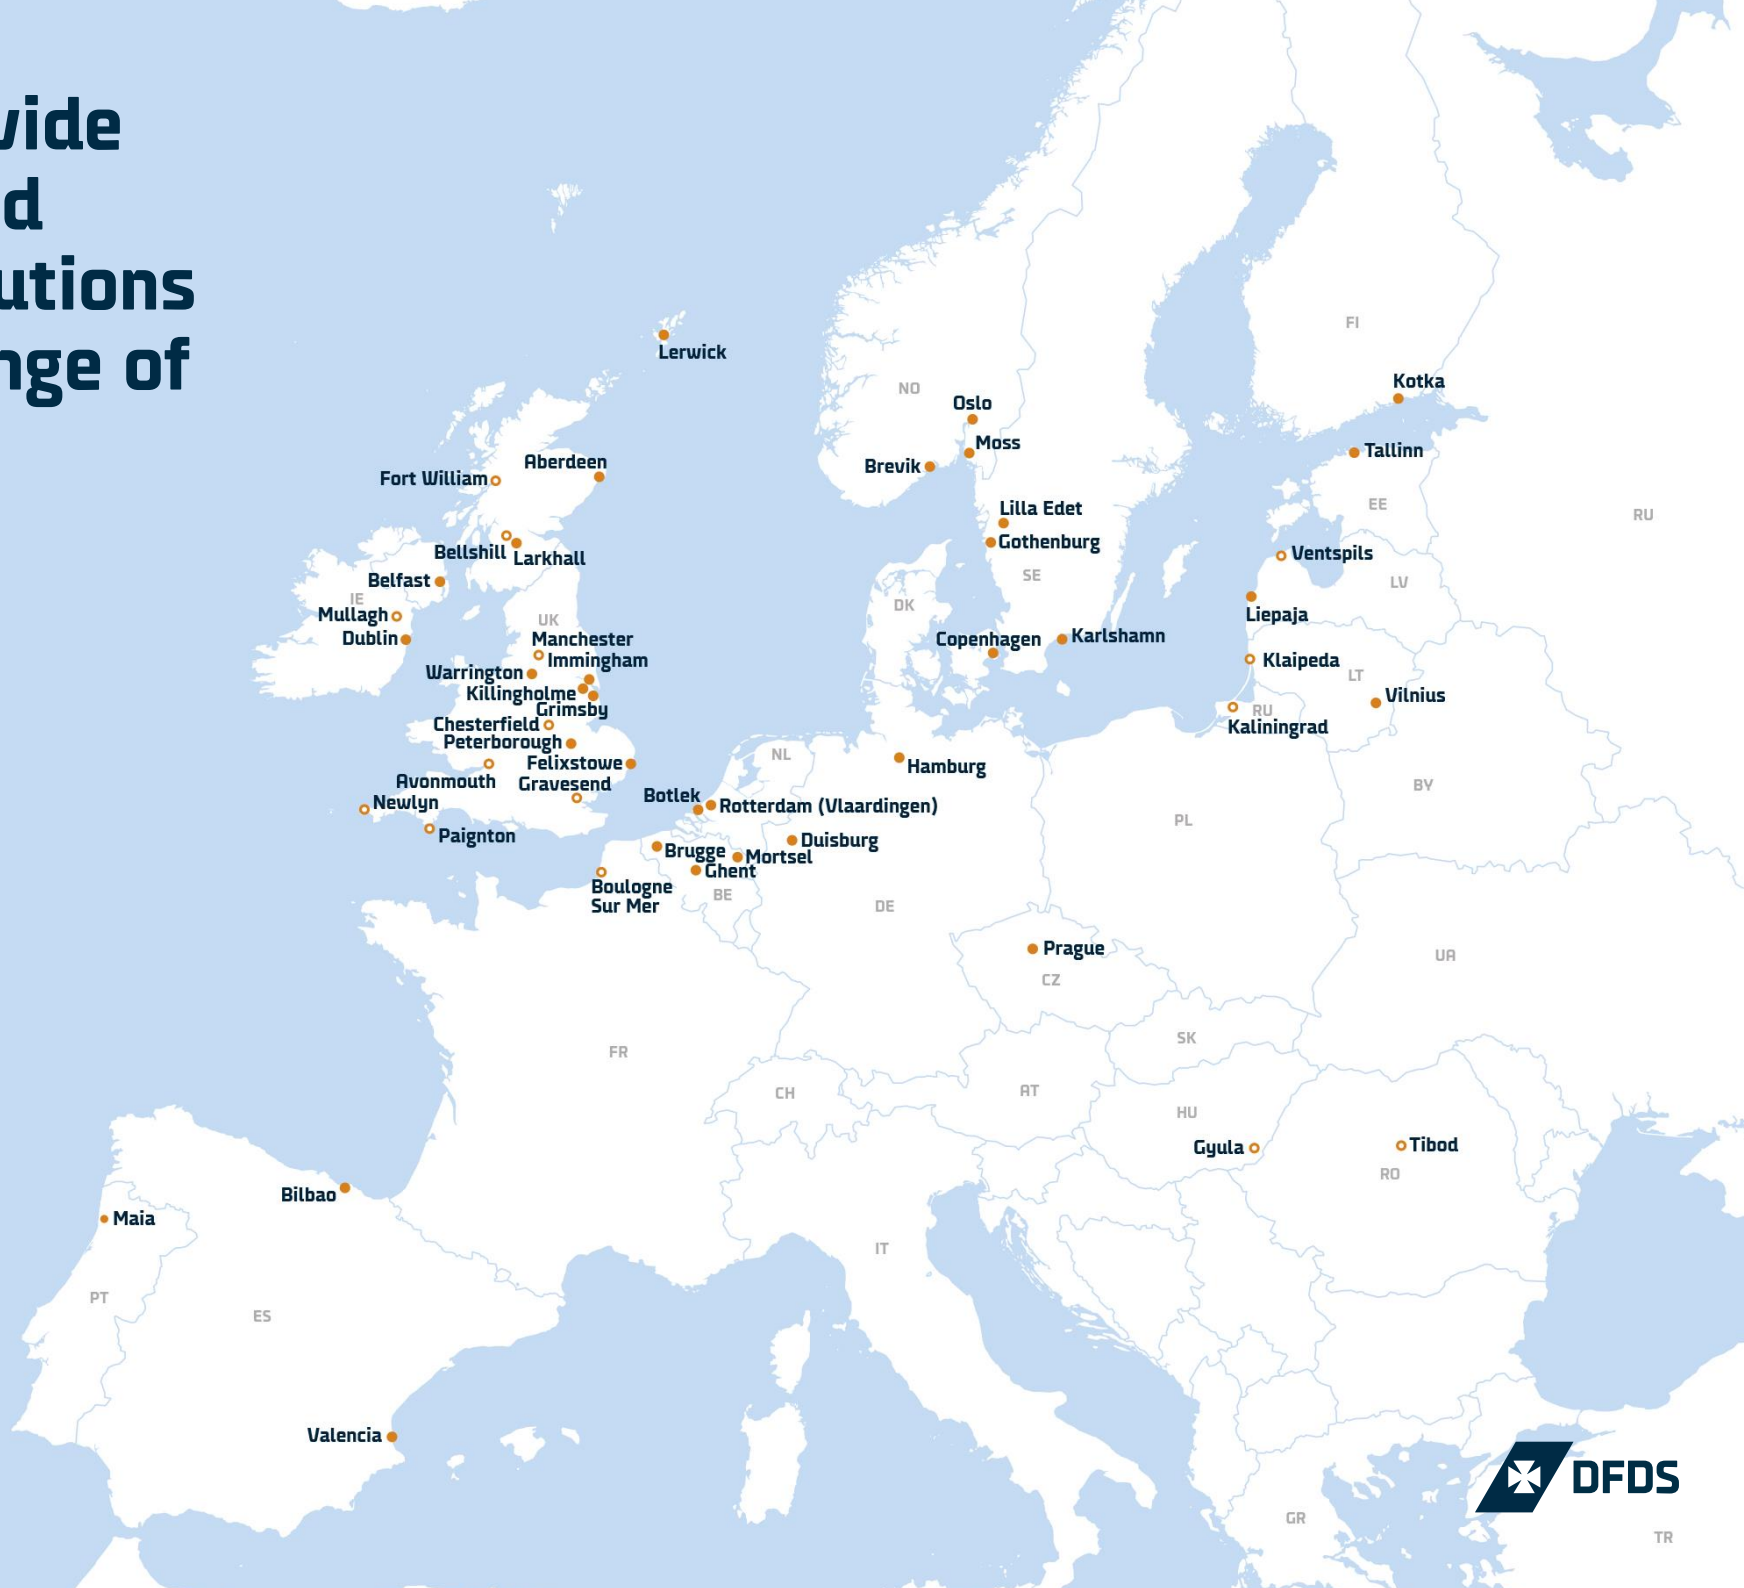 vide
d
utions
nge of
Lerwick
FI
Kotka
NO
Oslo
Moss
Tallinn
Brevik
Aberdeen
Fort William
EE
RU
Lilla Edet
Gothenburg
Bellshill
Larkhall
Ventspils
SE
LV
Belfast
IE
DK
Mullagh
UK
Liepaja
Dublin
Manchester
Copenhagen
Karlshamn
Immingham
Klaipeda
Warrington
LT
Killingholme
Vilnius
Grimsby
RU
Chesterfield
Kaliningrad
Peterborough
NL
Felixstowe
Hamburg
Avonmouth
Gravesend
BY
Newlyn
Botlek
Rotterdam (Vlaardingen)
PL
Paignton
Duisburg
Brugge
Mortsel
Ghent
Boulogne
Sur Mer
BE
DE
Prague
UA
CZ
SK
FR
CH
AT
HU
Gyula
Tibod
RO
Bilbao
Maia
IT
PT
ES
Valencia
DFDS
GR
TR